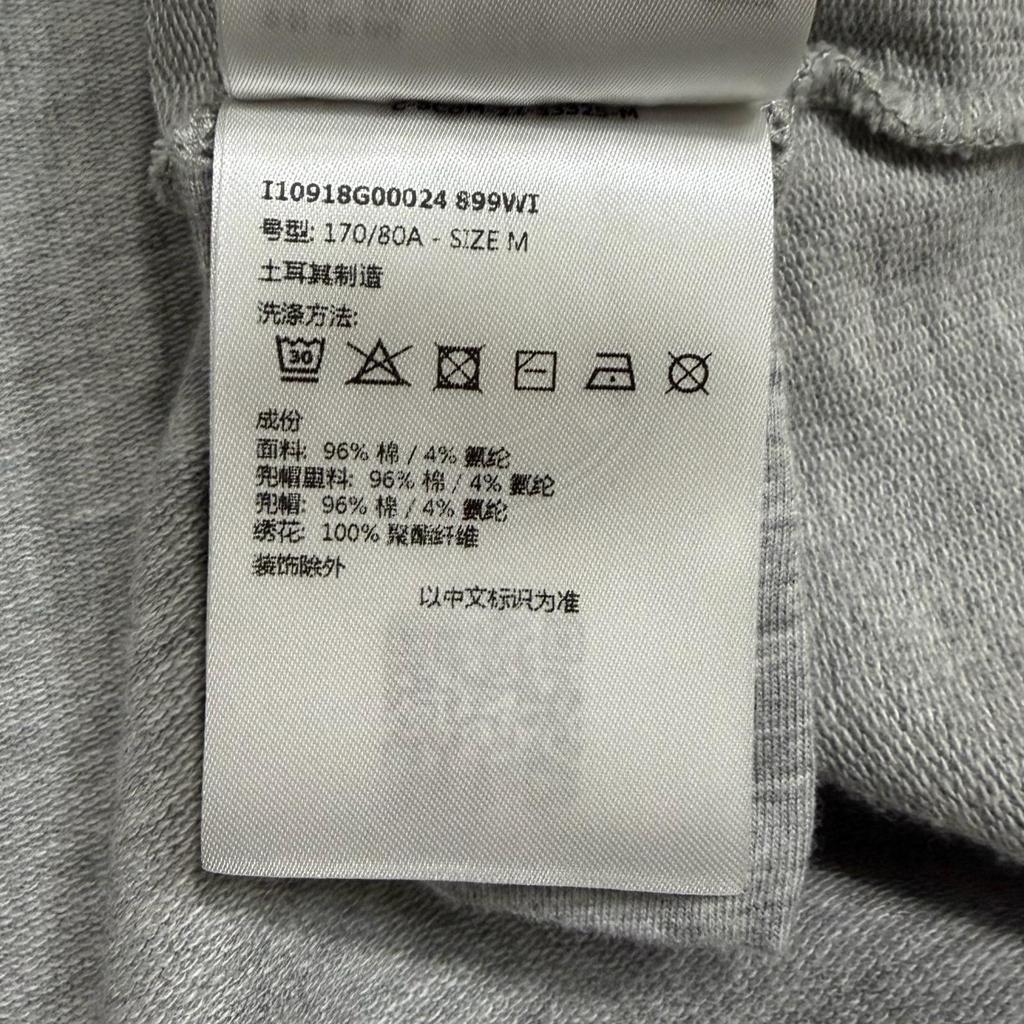 I10918G00024 899WI
号型: 170/80A - SIZE M
土耳其制造
洗涤方法:
30
成份
面料: 96% 棉 / 4% 氨纶
兜帽里料: 96% 棉 / 4% 氨纶
兜帽: 96% 棉 / 4% 氨纶
绣花: 100% 聚酯纤维
装饰除外
以中文标识为准